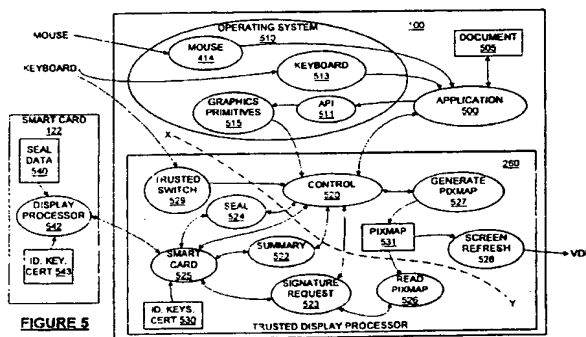 100
OPERATING SYSTEM
510
MOUSE
MOUSE
414
DOCUMENT
505
KEYBOARD
KEYBOARD
513
API
511
APPLICATION
500
GRAPHICS
PRIMITIVES
515
SMART CARD
122
SEAL
DATA
540
DISPLAY
PROCESSOR
542
ID. KEY.
CERT 543
X
260
TRUSTED
SWITCH
529
CONTROL
520
GENERATE
PIXMAP
527
SEAL
524
PIXMAP
531
SCREEN
REFRESH
528
VDU
SUMMARY
522
SMART
CARD
525
SIGNATURE
REQUEST
523
READ
PIXMAP
526
Y
ID. KEYS.
CERT 530
TRUSTED DISPLAY PROCESSOR
FIGURE 5